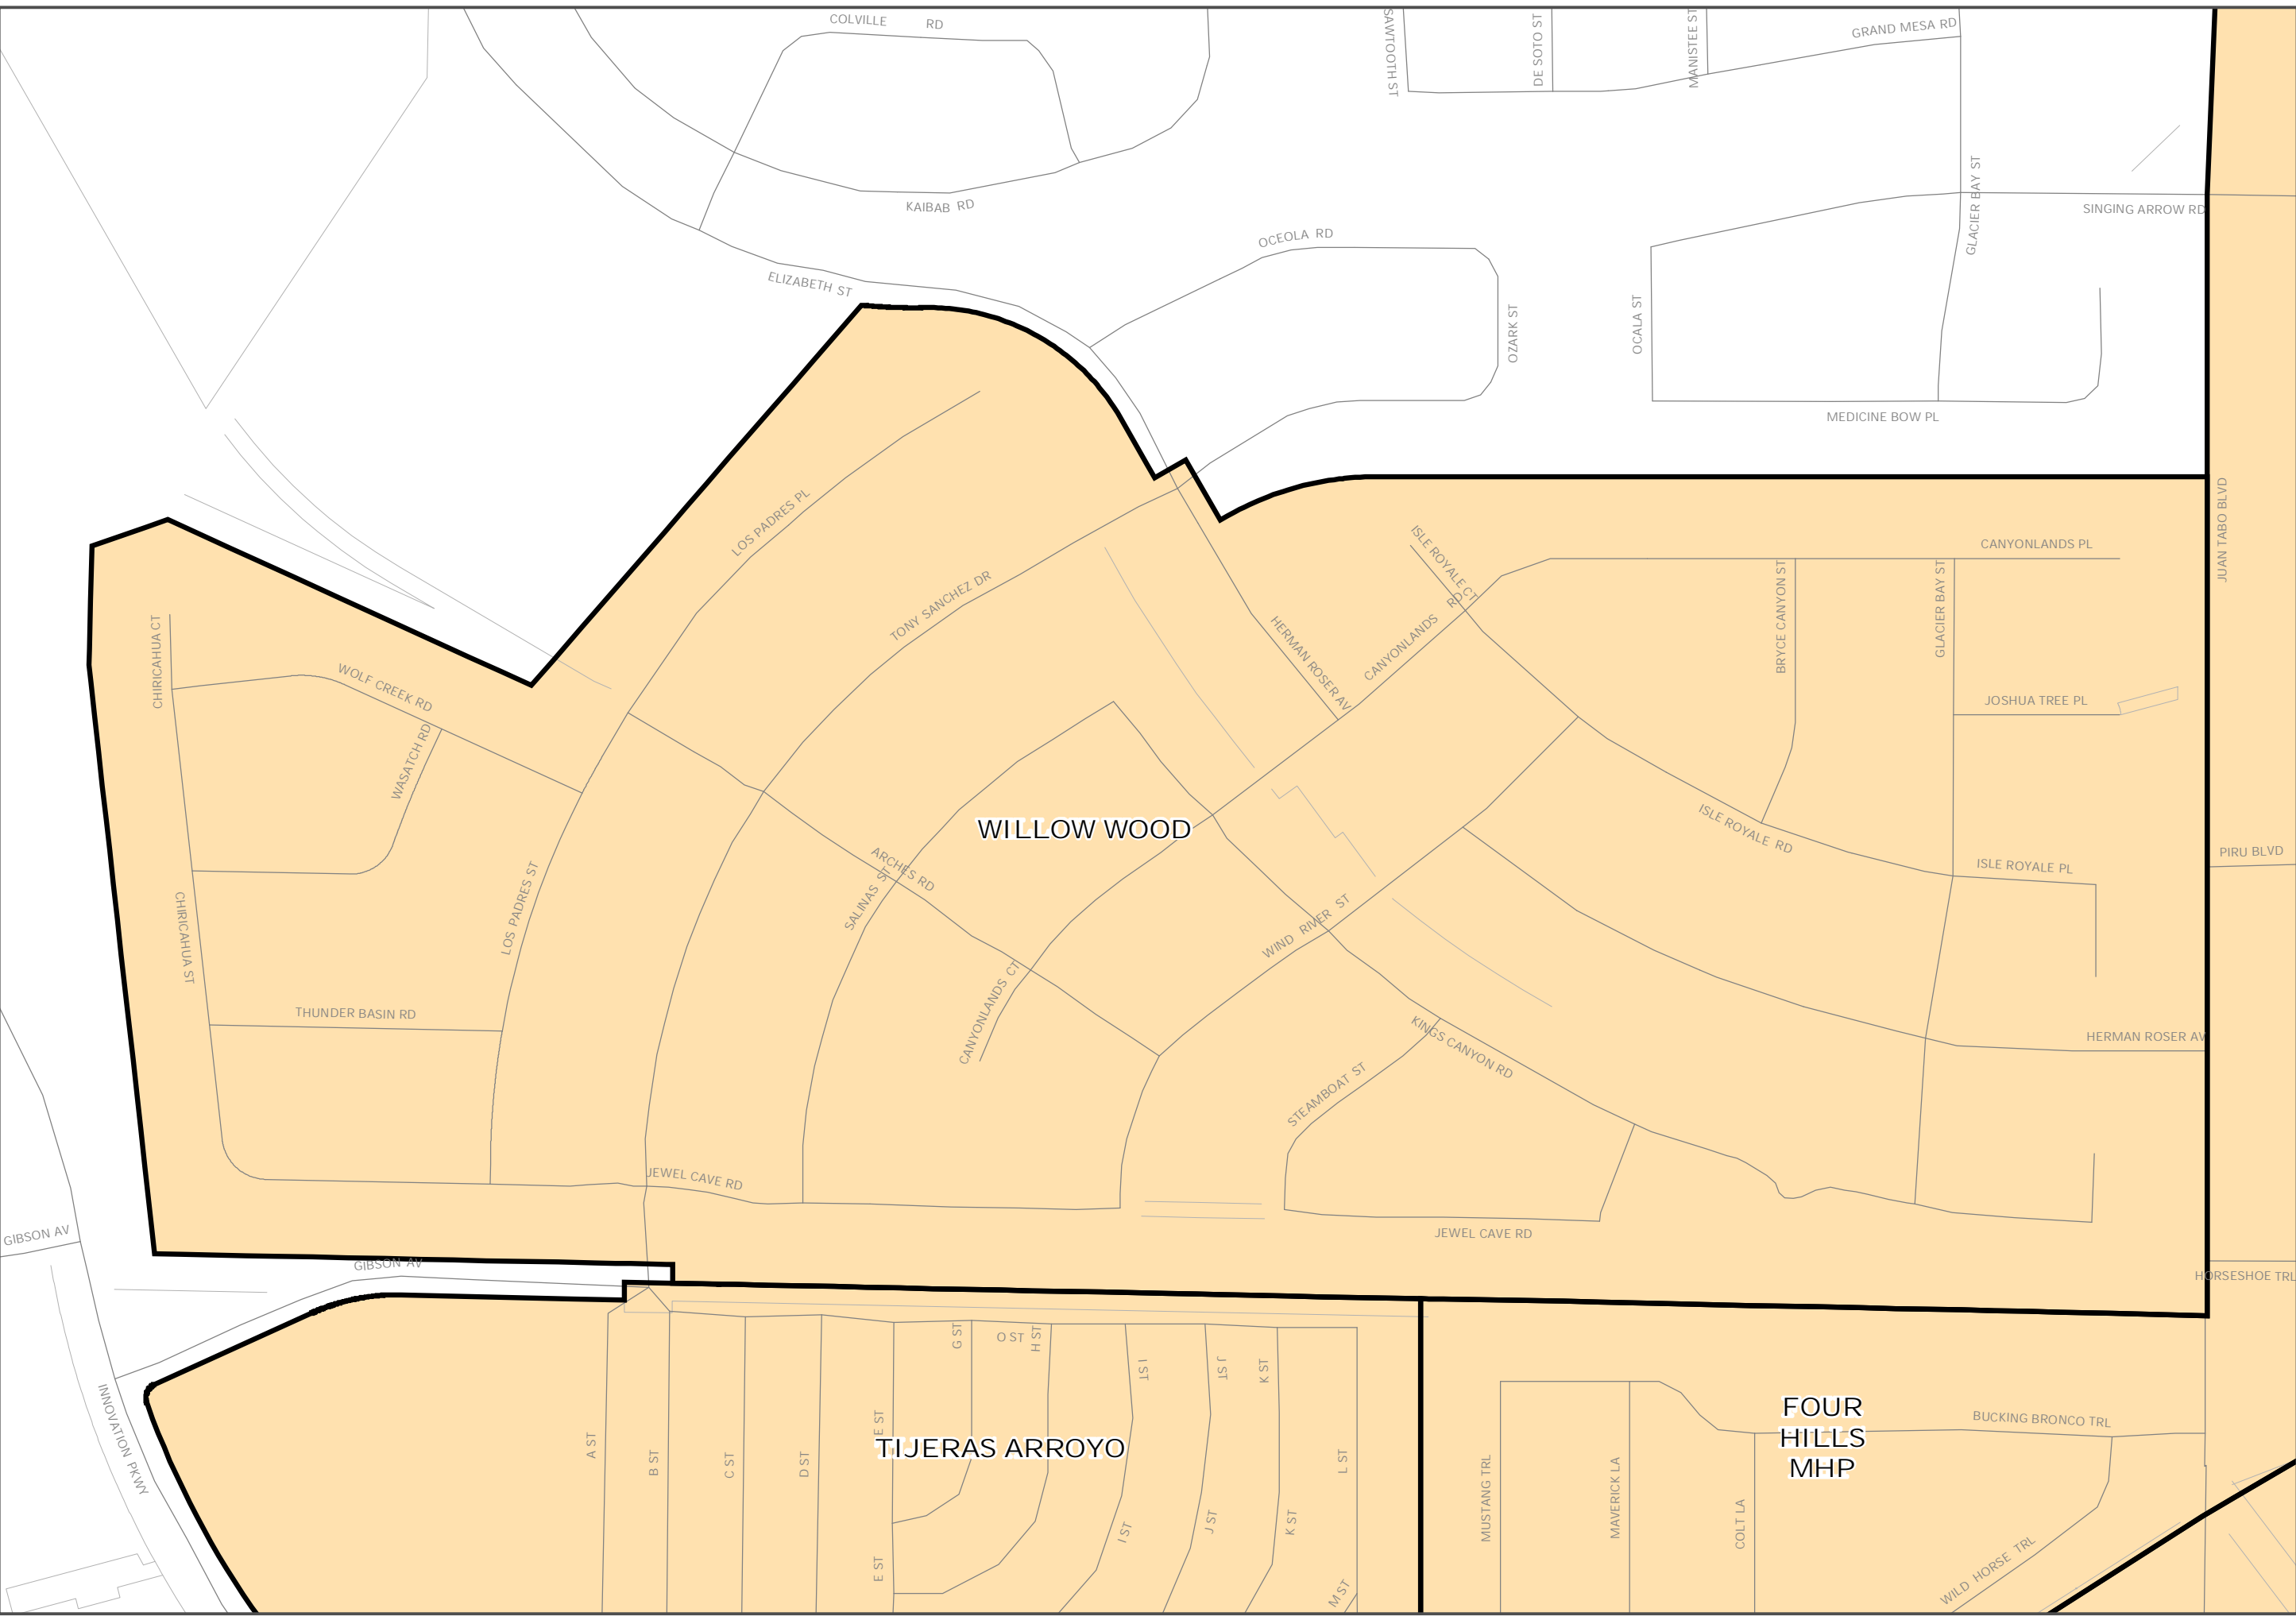 COLVILLE RD
SAWTOOTH ST
DE SOTO ST
MANISTEE ST
GRAND MESA RD
KAIBAB RD
GLACIER BAY ST
SINGING ARROW RD
OCEOLA RD
ELIZABETH ST
OZARK ST
OCALA ST
MEDICINE BOW PL
JUAN TABO BLVD
LOS PADRES PL
TONY SANCHEZ DR
ISLE ROYALE CT
CANYONLANDS PL
CANYONLANDS RD
HERMAN ROSER AV
BRYCE CANYON ST
GLACIER BAY ST
CHIRICAHUA CT
WOLF CREEK RD
WASATCH RD
JOSHUA TREE PL
WILLOW WOOD
ISLE ROYALE RD
ISLE ROYALE PL
PIRU BLVD
ARCHES RD
SALINAS ST
LOS PADRES ST
CHIRICAHUA ST
WIND RIVER ST
CANYONLANDS CT
THUNDER BASIN RD
KINGS CANYON RD
HERMAN ROSER AV
STEAMBOAT ST
JEWEL CAVE RD
JEWEL CAVE RD
GIBSON AV
GIBSON AV
HORSESHOE TRL
INNOVATION PKWY
G ST
O ST
H ST
I ST
J ST
K ST
A ST
B ST
C ST
D ST
E ST
L ST
TIJERAS ARROYO
FOUR
HILLS
MHP
BUCKING BRONCO TRL
MUSTANG TRL
MAVERICK LA
COLT LA
E ST
I ST
J ST
K ST
M ST
WILD HORSE TRL